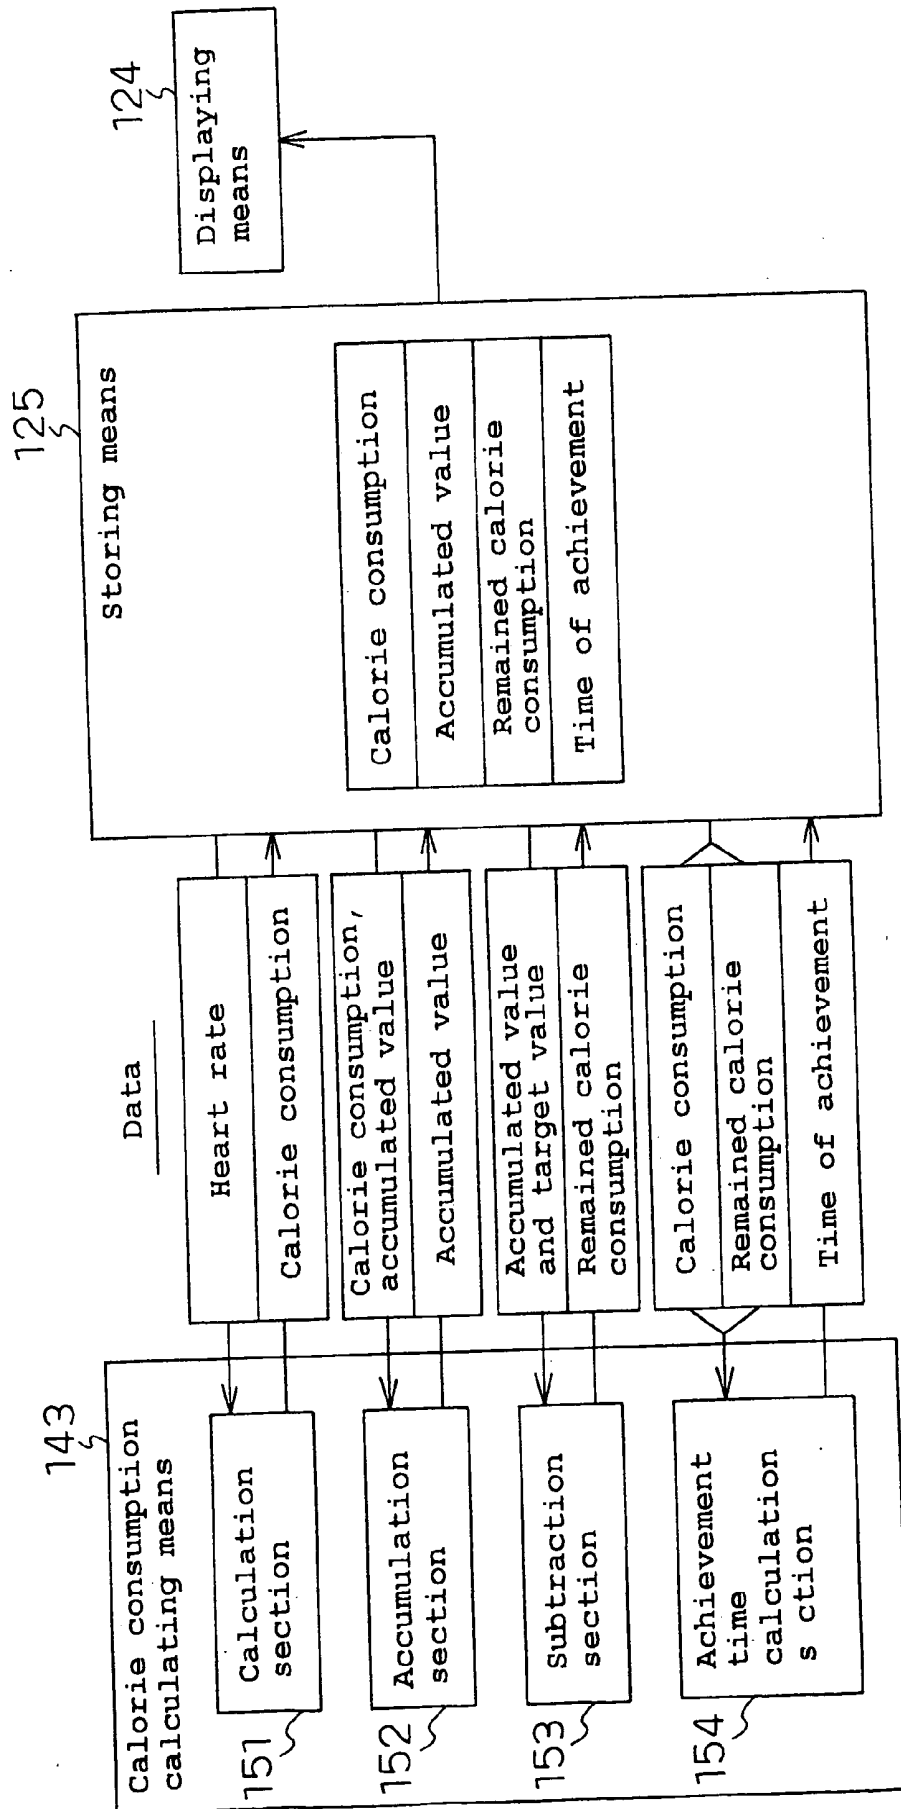 143
Calorie consumption
calculating means
151
Calculation
section
152
Accumulation
section
153
Subtraction
section
154
Achievement
time
calculation
s ction
Data
Heart rate
Calorie consumption
Calorie consumption,
accumulated value
Accumulated value
Accumulated value
and target value
Remained calorie
consumption
Calorie consumption
Remained calorie
consumption
Time of achievement
125
Storing means
Calorie consumption
Accumulated value
Remained calorie
consumption
Time of achievement
124
Displaying
means